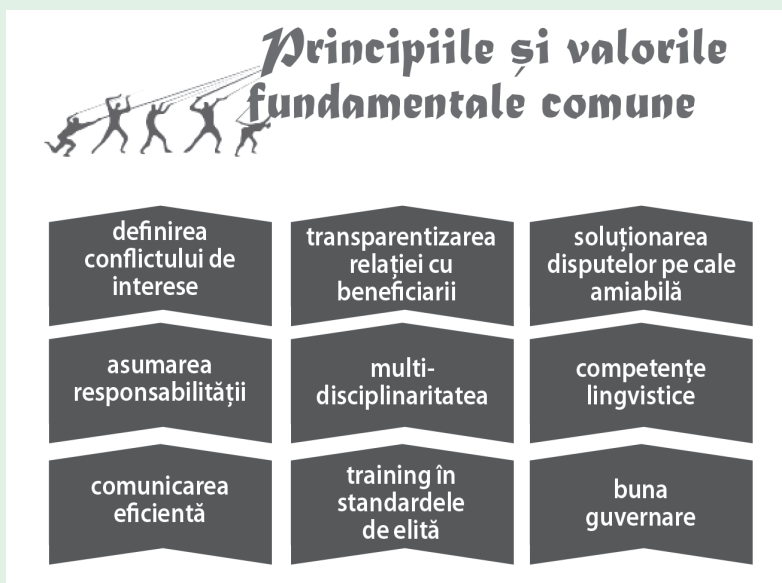 Principiile și valorile
fundamentale comune
definirea
conflictului de
interese
transparentizarea
relației cu
beneficiarii
soluționarea
disputelor pe cale
amiabilă
asumarea
responsabilității
multi-
disciplinaritatea
competențe
lingvistice
comunicarea
eficientă
training în
standardele
de elită
buna
guvernare